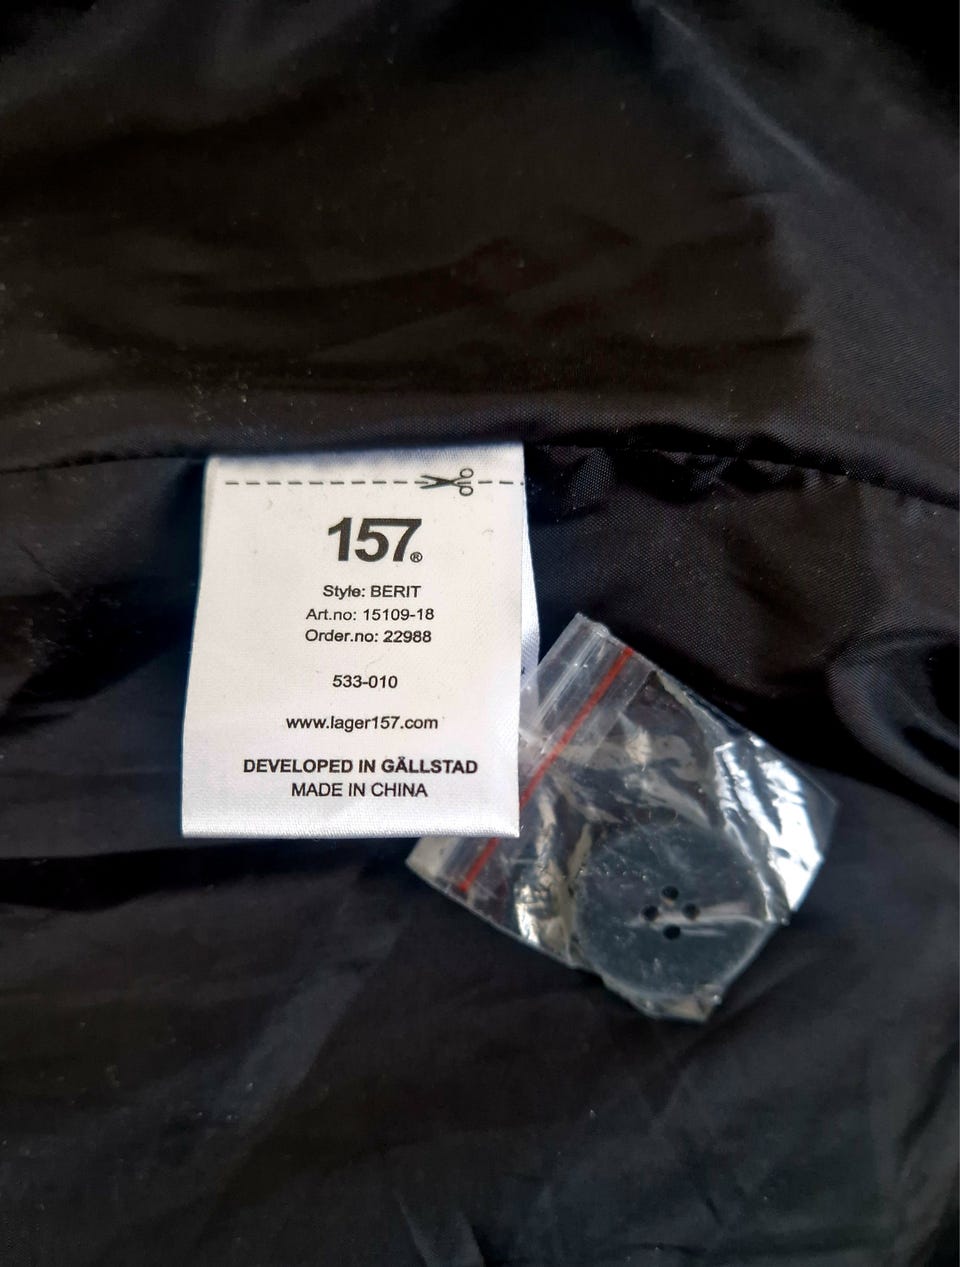 157®
Style: BERIT
Art.no: 15109-18
Order.no: 22988
533-010
www.lager157.com
DEVELOPED IN GÄLLSTAD
MADE IN CHINA